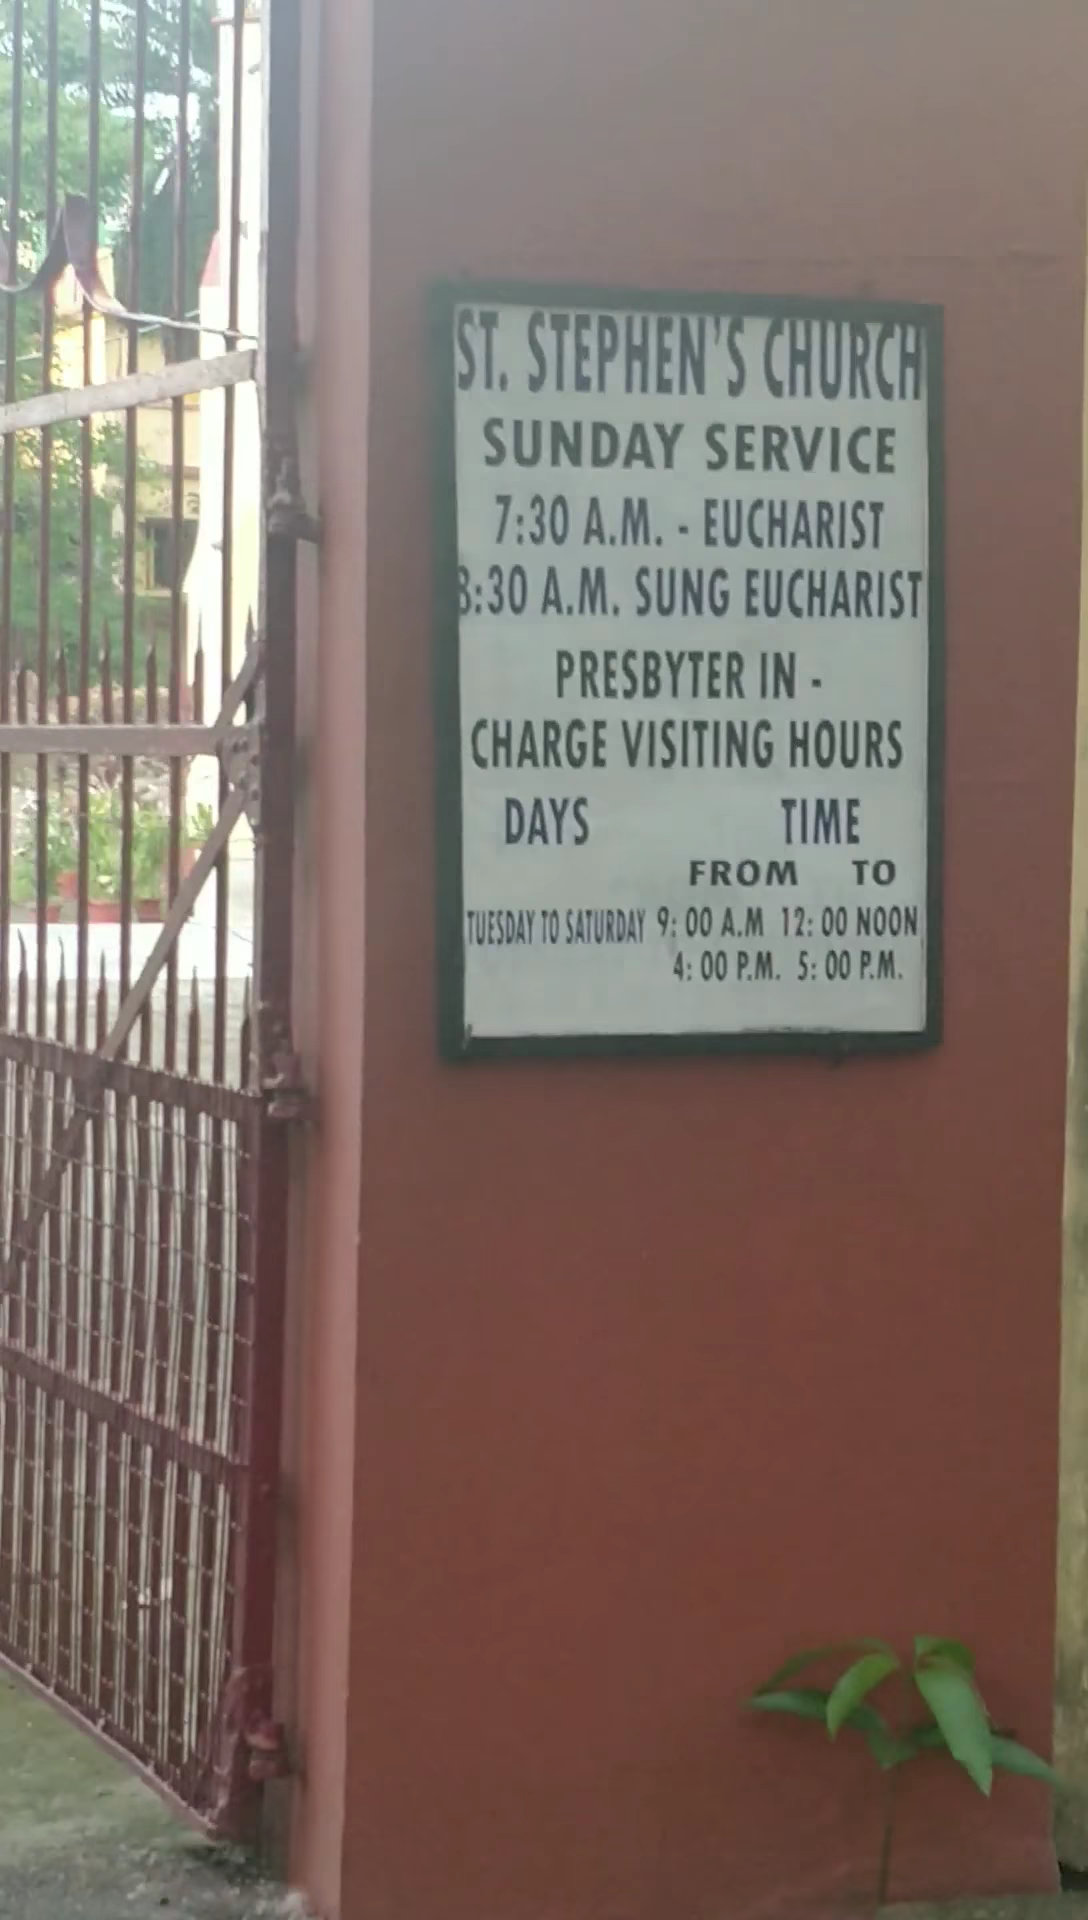 ST. STEPHEN'S CHURCH
SUNDAY SERVICE
7:30 A.M. - EUCHARIST
8:30 A.M. SUNG EUCHARIST
PRESBYTER IN -
CHARGE VISITING HOURS
DAYS TIME
FROM TO
TUESDAY TO SATURDAY 9: 00 A.M 12: 00 NOON
4: 00 P.M. 5: 00 P.M.